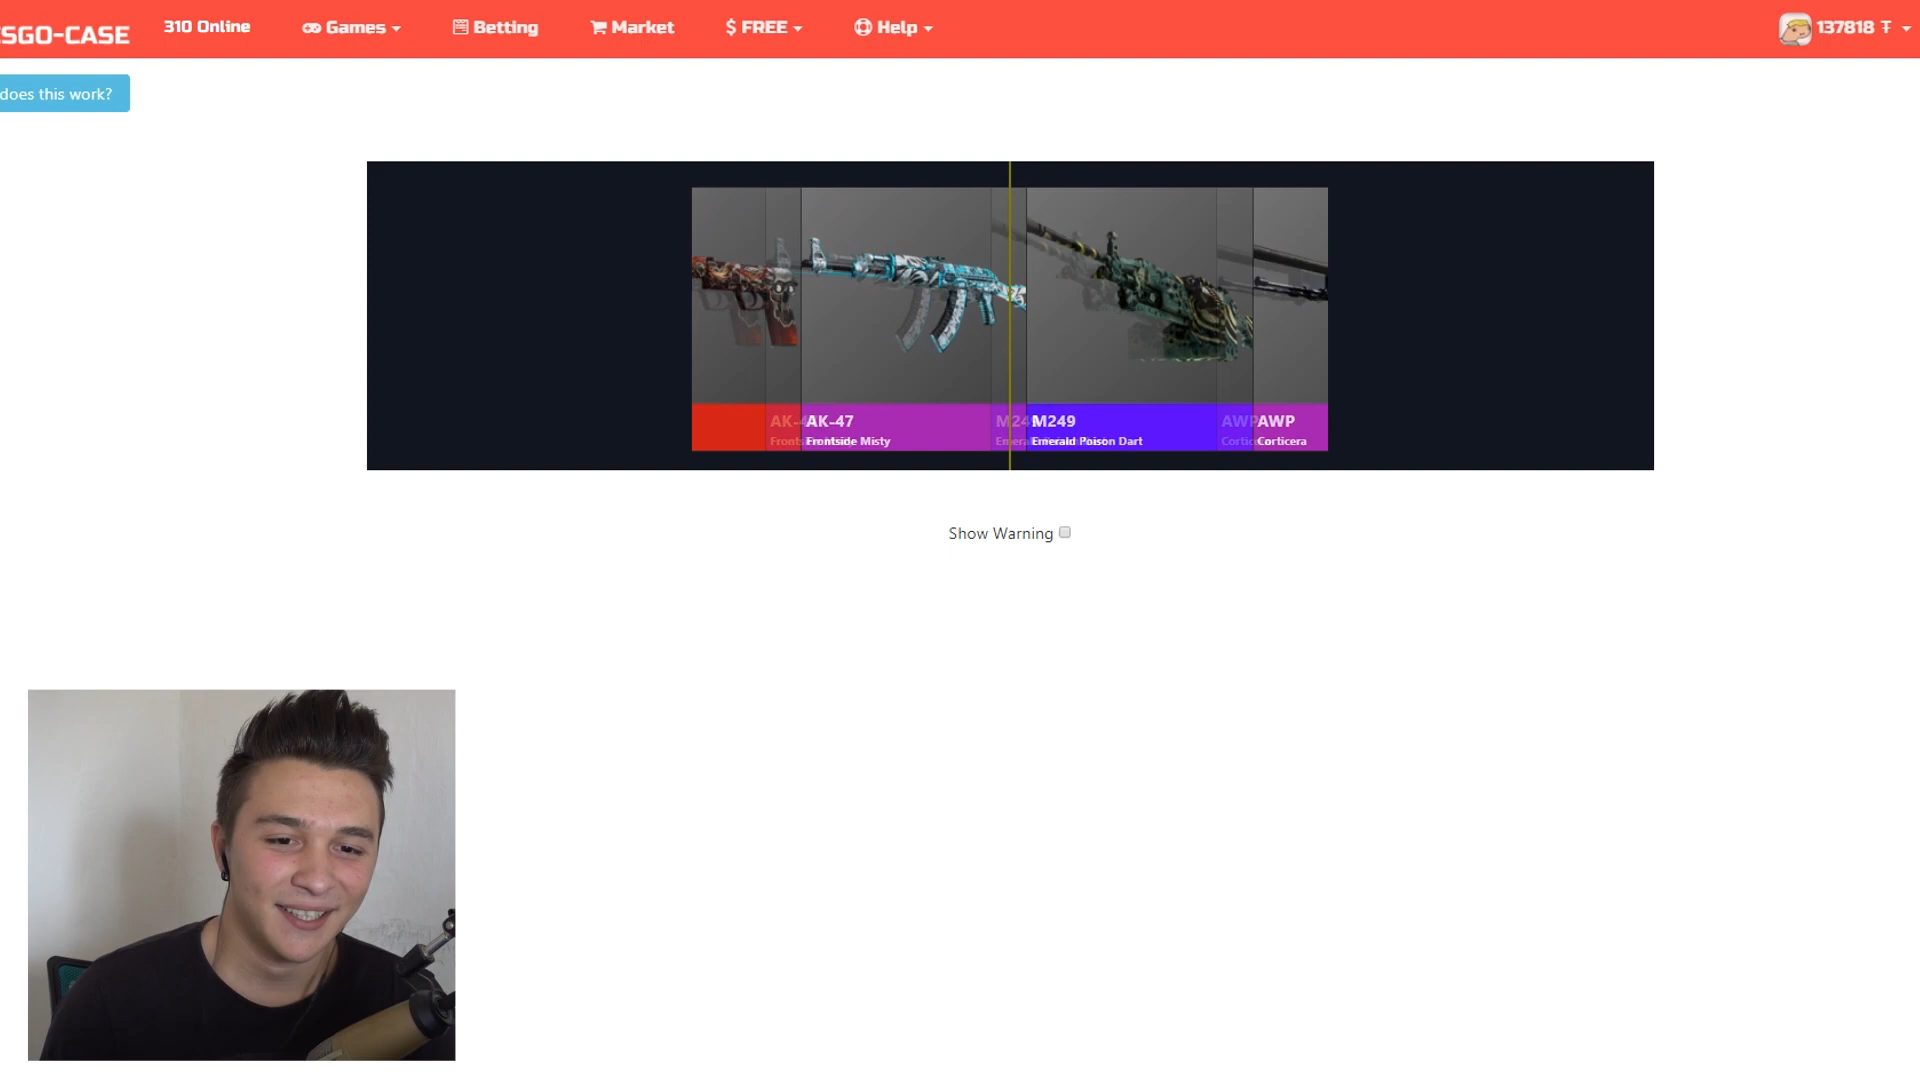 SGO-CASE
310 Online
Games
Betting
Market
$ FREE
Help
137818 Ŧ
does this work?
AK-47
Frontside Misty
M249
Emerald Poison Dart
AWP
Corticera
Show Warning